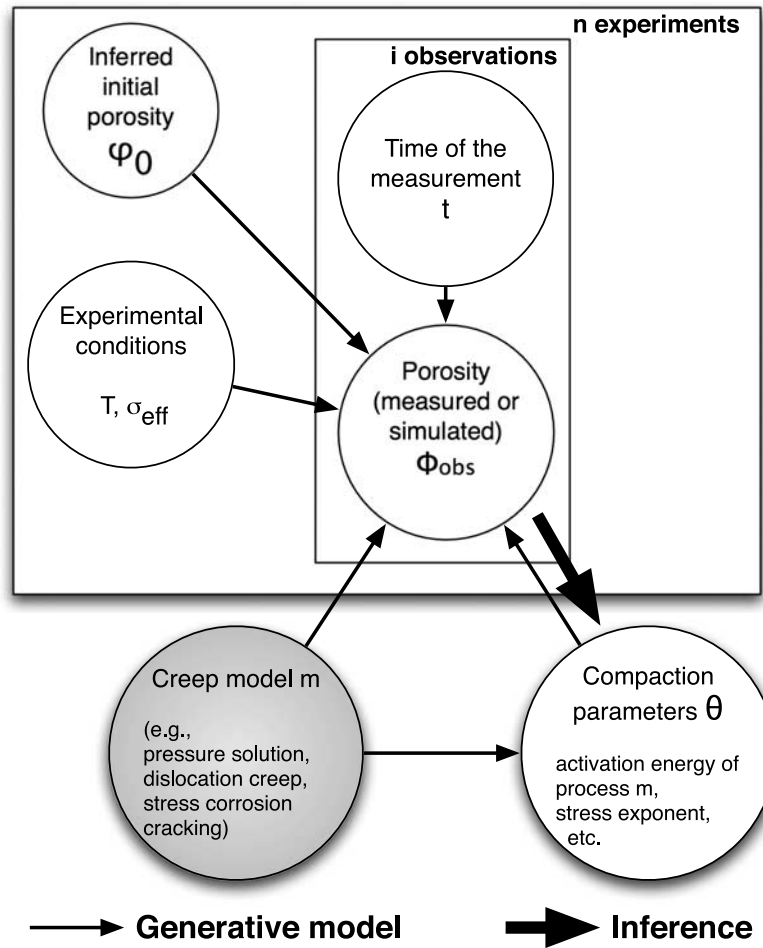 n experiments
i observations
Inferred
initial
porosity
φ0
Time of the
measurement
t
Experimental
conditions
T, σeff
Porosity
(measured or
simulated)
Φobs
Creep model m
(e.g.,
pressure solution,
dislocation creep,
stress corrosion
cracking)
Compaction
parameters θ
activation energy of
process m,
stress exponent,
etc.
Generative model
Inference